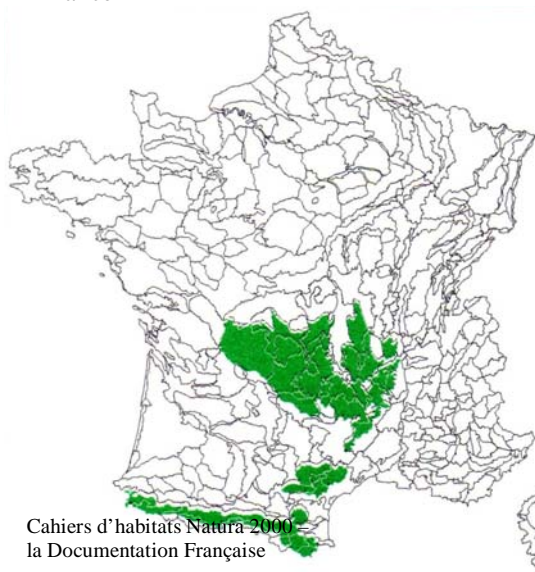 Cahiers d’habitats Natura 2000 –
la Documentation Française